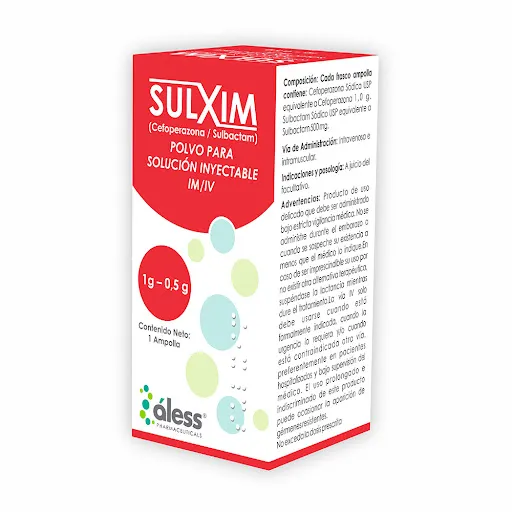 SULXIM
(Cefoperazona / Sulbactam)
POLVO PARA
SOLUCIÓN INYECTABLE
IM/IV
1g – 0,5 g
Contenido Neto:
1 Ampolla
áless®
PHARMACEUTICALS
Composición: Cada frasco ampolla
contiene: Cefoperazona Sódica USP
equivalente a Cefoperazona 1,0 g,
Sulbactam Sódica USP equivalente a
Sulbactam 500mg.
Vía de Administración: Intravenosa e
intramuscular.
Indicaciones y posología: A juicio del
facultativo.
Advertencias: Producto de uso
delicado que debe ser administrado
bajo estricta vigilancia médica. No se
administre durante el embarazo o
cuando se sospeche su existencia a
menos que el médico lo indique. En
caso de ser imprescindible su uso por
no existir otra alternativa terapéutica,
suspéndase la lactancia mientras
dure el tratamiento. La vía IV solo
debe usarse cuando está
formalmente indicada, cuando la
urgencia lo requiera y/o cuando
está contraindicada otra vía,
preferentemente en pacientes
hospitalizados y bajo supervisión del
médico. El uso prolongado e
indiscriminado de este producto
puede ocasionar la aparición de
gérmenes resistentes.
No exceda la dosis prescrita